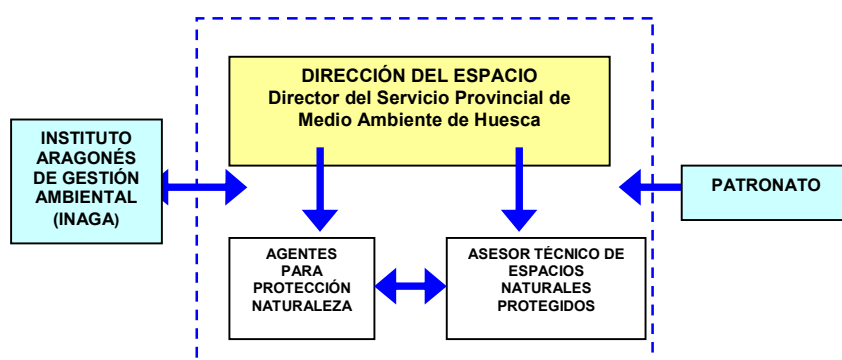 DIRECCIÓN DEL ESPACIO
Director del Servicio Provincial de
Medio Ambiente de Huesca
INSTITUTO
ARAGONÉS
DE GESTIÓN
AMBIENTAL
(INAGA)
PATRONATO
AGENTES
PARA
PROTECCIÓN
NATURALEZA
ASESOR TÉCNICO DE
ESPACIOS
NATURALES
PROTEGIDOS